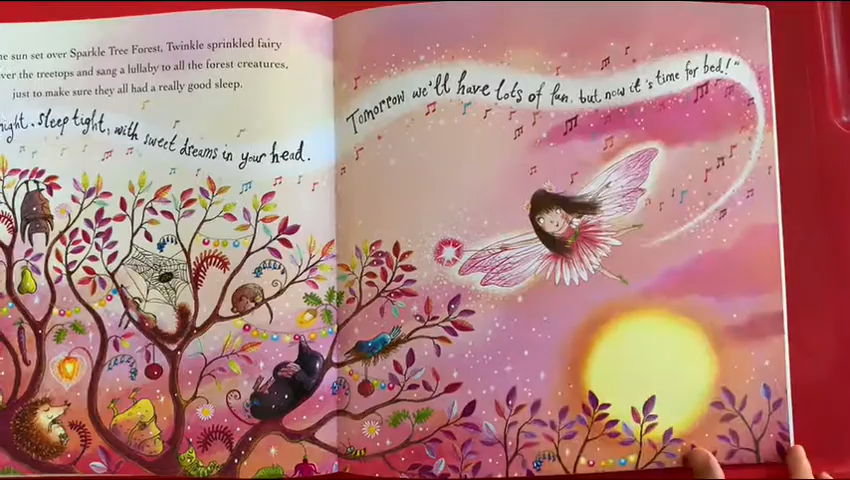 ne sun set over Sparkle Tree Forest, Twinkle sprinkled fairy
ver the treetops and sang a lullaby to all the forest creatures,
just to make sure they all had a really good sleep.
night, sleep tight, with sweet dreams in your head.
Tomorrow we'll have lots of fun, but now it's time for bed!"